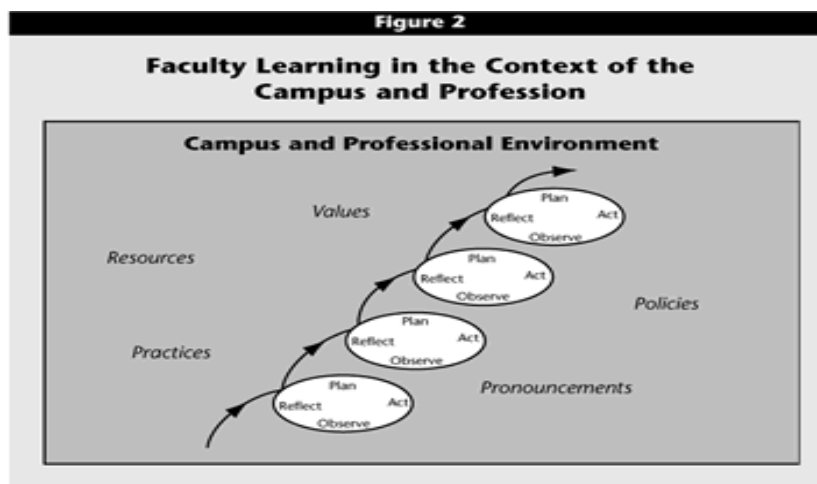 Figure 2
Faculty Learning in the Context of the
Campus and Profession
Campus and Professional Environment
Values
Resources
Practices
Policies
Pronouncements
Plan
Reflect
Act
Observe
Plan
Reflect
Act
Observe
Plan
Reflect
Act
Observe
Plan
Reflect
Act
Observe